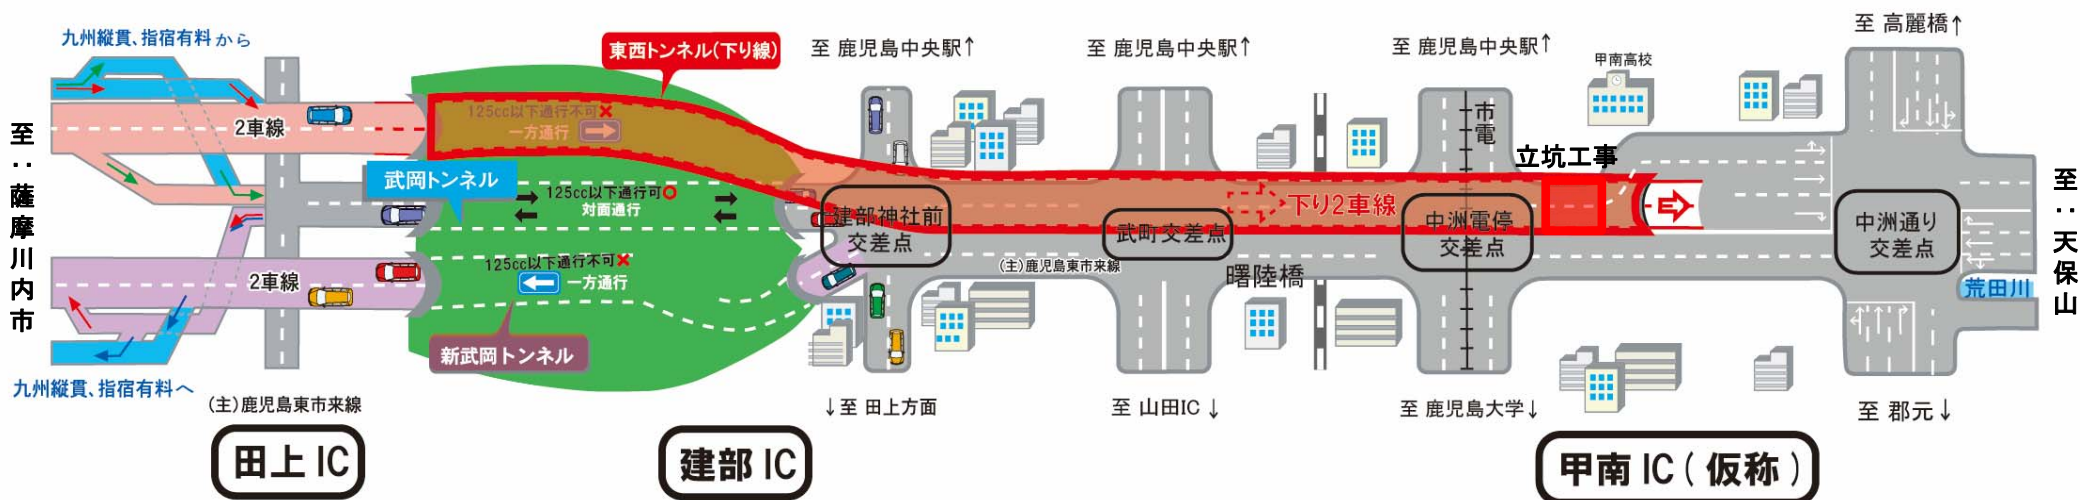 九州縦貫、指宿有料から
東西トンネル(下り線)
至 鹿児島中央駅↑
至 鹿児島中央駅↑
至 鹿児島中央駅↑
至 高麗橋↑
甲南高校
125cc以下通行不可×
一方通行
2車線
市電
立坑工事
至‥薩摩川内市
武岡トンネル
125cc以下通行可○
対面通行
建部神社前
交差点
武町交差点
下り2車線
中洲電停
交差点
中洲通り
交差点
至‥天保山
125cc以下通行不可×
一方通行
2車線
(主)鹿児島東市来線
曙陸橋
荒田川
新武岡トンネル
九州縦貫、指宿有料へ
(主)鹿児島東市来線
↓至 田上方面
至 山田IC ↓
至 鹿児島大学↓
至 郡元↓
田上 IC
建部 IC
甲南 IC ( 仮称 )